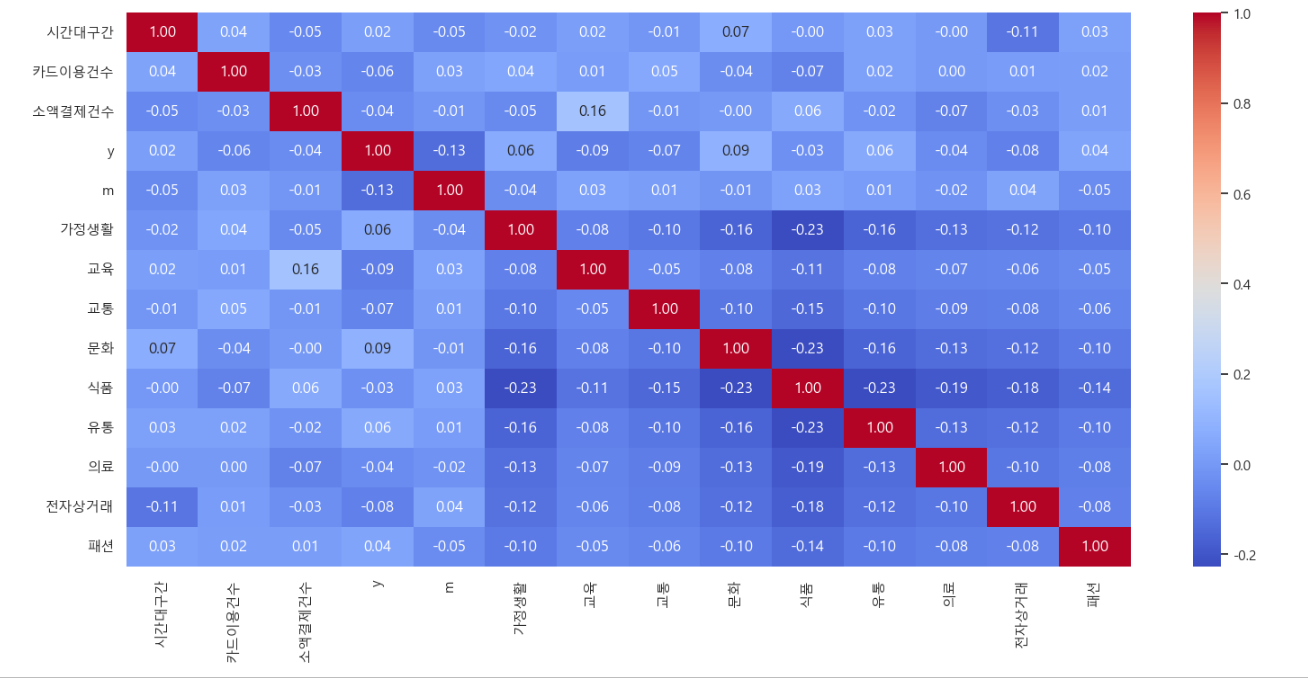 시간대구간 1.00 0.04 -0.05 0.02 -0.05 -0.02 0.02 -0.01 0.07 -0.00 0.03 -0.00 -0.11 0.03
카드이용건수 0.04 1.00 -0.03 -0.06 0.03 0.04 0.01 0.05 -0.04 -0.07 0.02 0.00 0.01 0.02
소액결제건수 -0.05 -0.03 1.00 -0.04 -0.01 -0.05 0.16 -0.01 -0.00 0.06 -0.02 -0.07 -0.03 0.01
y 0.02 -0.06 -0.04 1.00 -0.13 0.06 -0.09 -0.07 0.09 -0.03 0.06 -0.04 -0.08 0.04
m -0.05 0.03 -0.01 -0.13 1.00 -0.04 0.03 0.01 -0.01 0.03 0.01 -0.02 0.04 -0.05
가정생활 -0.02 0.04 -0.05 0.06 -0.04 1.00 -0.08 -0.10 -0.16 -0.23 -0.16 -0.13 -0.12 -0.10
교육 0.02 0.01 0.16 -0.09 0.03 -0.08 1.00 -0.05 -0.08 -0.11 -0.08 -0.07 -0.06 -0.05
교통 -0.01 0.05 -0.01 -0.07 0.01 -0.10 -0.05 1.00 -0.10 -0.15 -0.10 -0.09 -0.08 -0.06
문화 0.07 -0.04 -0.00 0.09 -0.01 -0.16 -0.08 -0.10 1.00 -0.23 -0.16 -0.13 -0.12 -0.10
식품 -0.00 -0.07 0.06 -0.03 0.03 -0.23 -0.11 -0.15 -0.23 1.00 -0.23 -0.19 -0.18 -0.14
유통 0.03 0.02 -0.02 0.06 0.01 -0.16 -0.08 -0.10 -0.16 -0.23 1.00 -0.13 -0.12 -0.10
의료 -0.00 0.00 -0.07 -0.04 -0.02 -0.13 -0.07 -0.09 -0.13 -0.19 -0.13 1.00 -0.10 -0.08
전자상거래 -0.11 0.01 -0.03 -0.08 0.04 -0.12 -0.06 -0.08 -0.12 -0.18 -0.12 -0.10 1.00 -0.08
패션 0.03 0.02 0.01 0.04 -0.05 -0.10 -0.05 -0.06 -0.10 -0.14 -0.10 -0.08 -0.08 1.00
시간대구간 카드이용건수 소액결제건수 y m 가정생활 교육 교통 문화 식품 유통 의료 전자상거래 패션
1.0
0.8
0.6
0.4
0.2
0.0
-0.2